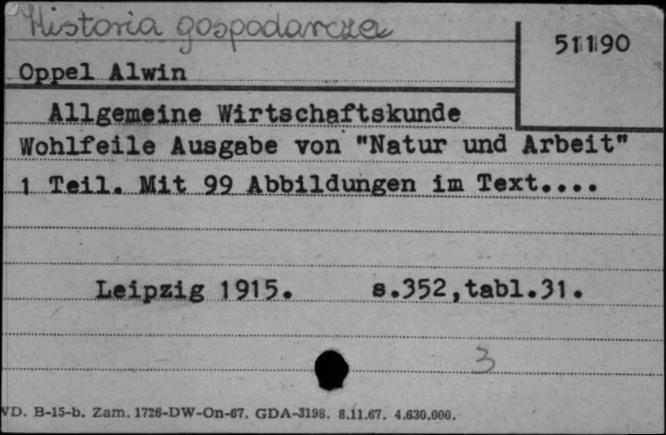 Historia gospodarcza
511190
Oppel Alwin
Allgemeine Wirtschaftskunde
Wohlfeile Ausgabe von "Natur und Arbeit"
1 Teil. Mit 99 Abbildungen im Text....
Leipzig 1915. s.352,tabl.31.
3
VD. B-15-b. Zam. 1726-DW-On-67. GDA-3198. 8.11.67. 4.630.000.